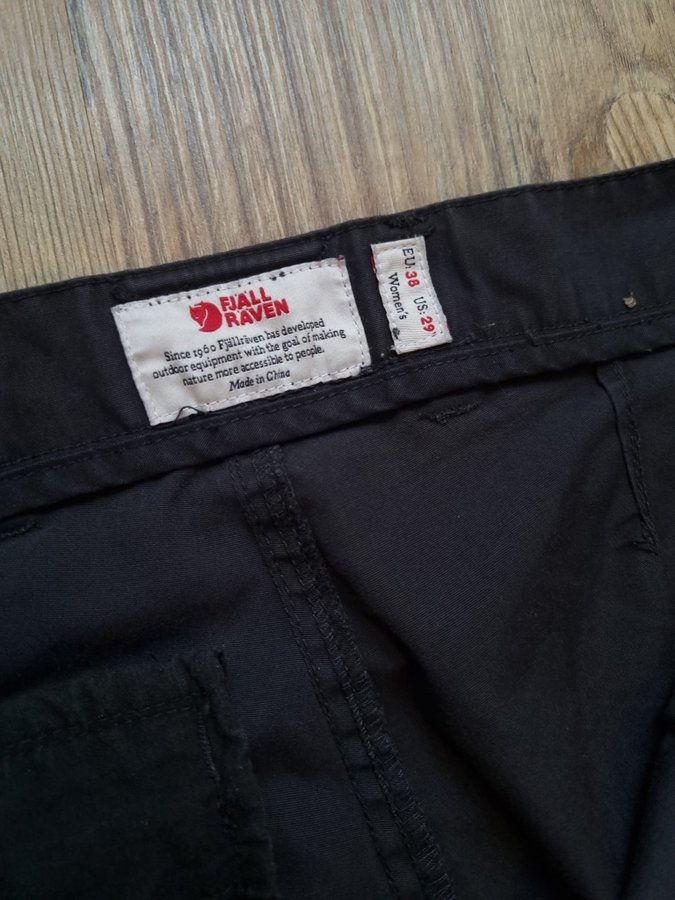 FJÄLL
RÄVEN
Since 1960 Fjällräven has developed
outdoor equipment with the goal of making
nature more accessible to people.
Made in China
EU: 38 US: 29
Women's